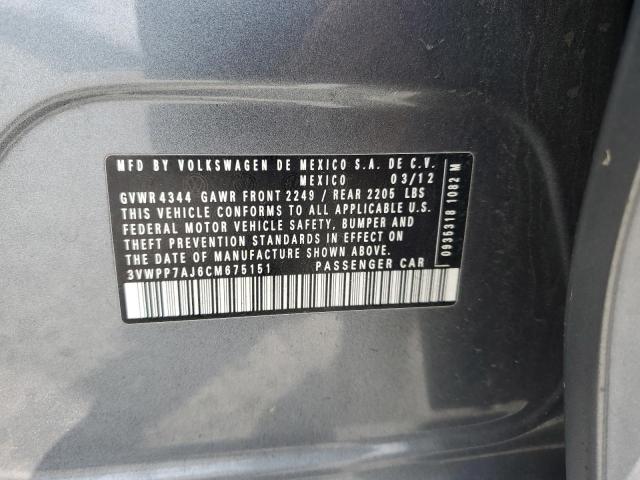 MFD BY VOLKSWAGEN DE MEXICO S.A. DE C.V.
MEXICO 03/12
GVWR 4344 GAWR FRONT 2249 / REAR 2205 LBS
THIS VEHICLE CONFORMS TO ALL APPLICABLE U.S.
FEDERAL MOTOR VEHICLE SAFETY, BUMPER AND
THEFT PREVENTION STANDARDS IN EFFECT ON
THE DATE OF MANUFACTURE SHOWN ABOVE.
3VWPP7AJ6CM675151 PASSENGER CAR
0936318 1082 M